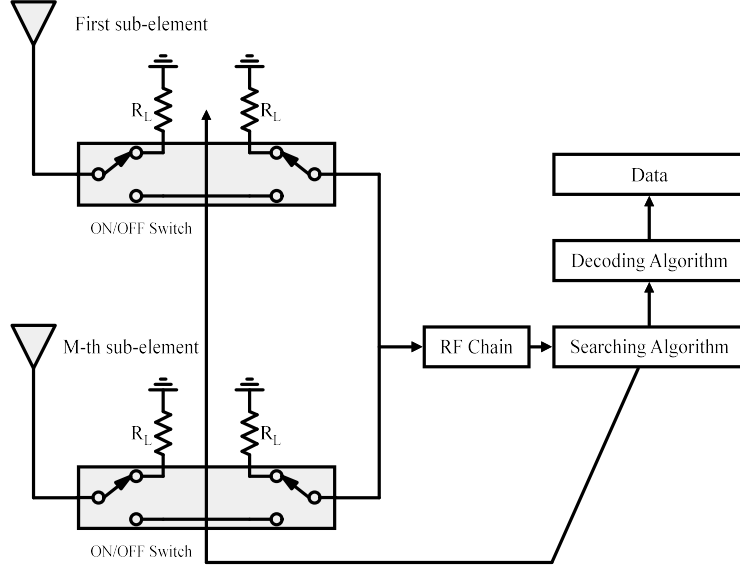 First sub-element
R_L
R_L
ON/OFF Switch
Data
Decoding Algorithm
M-th sub-element
RF Chain
Searching Algorithm
R_L
R_L
ON/OFF Switch